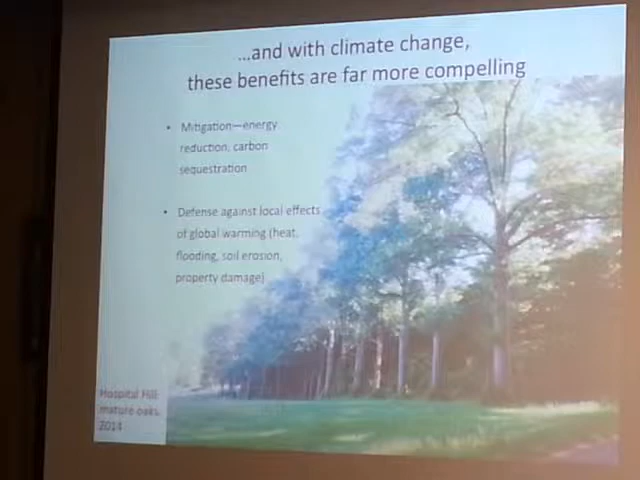 ...and with climate change,
these benefits are far more compelling
• Mitigation—energy
reduction, carbon
sequestration
• Defense against local effects
of global warming (heat,
flooding, soil erosion,
property damage)
Hospital Hill
mature oaks,
2014